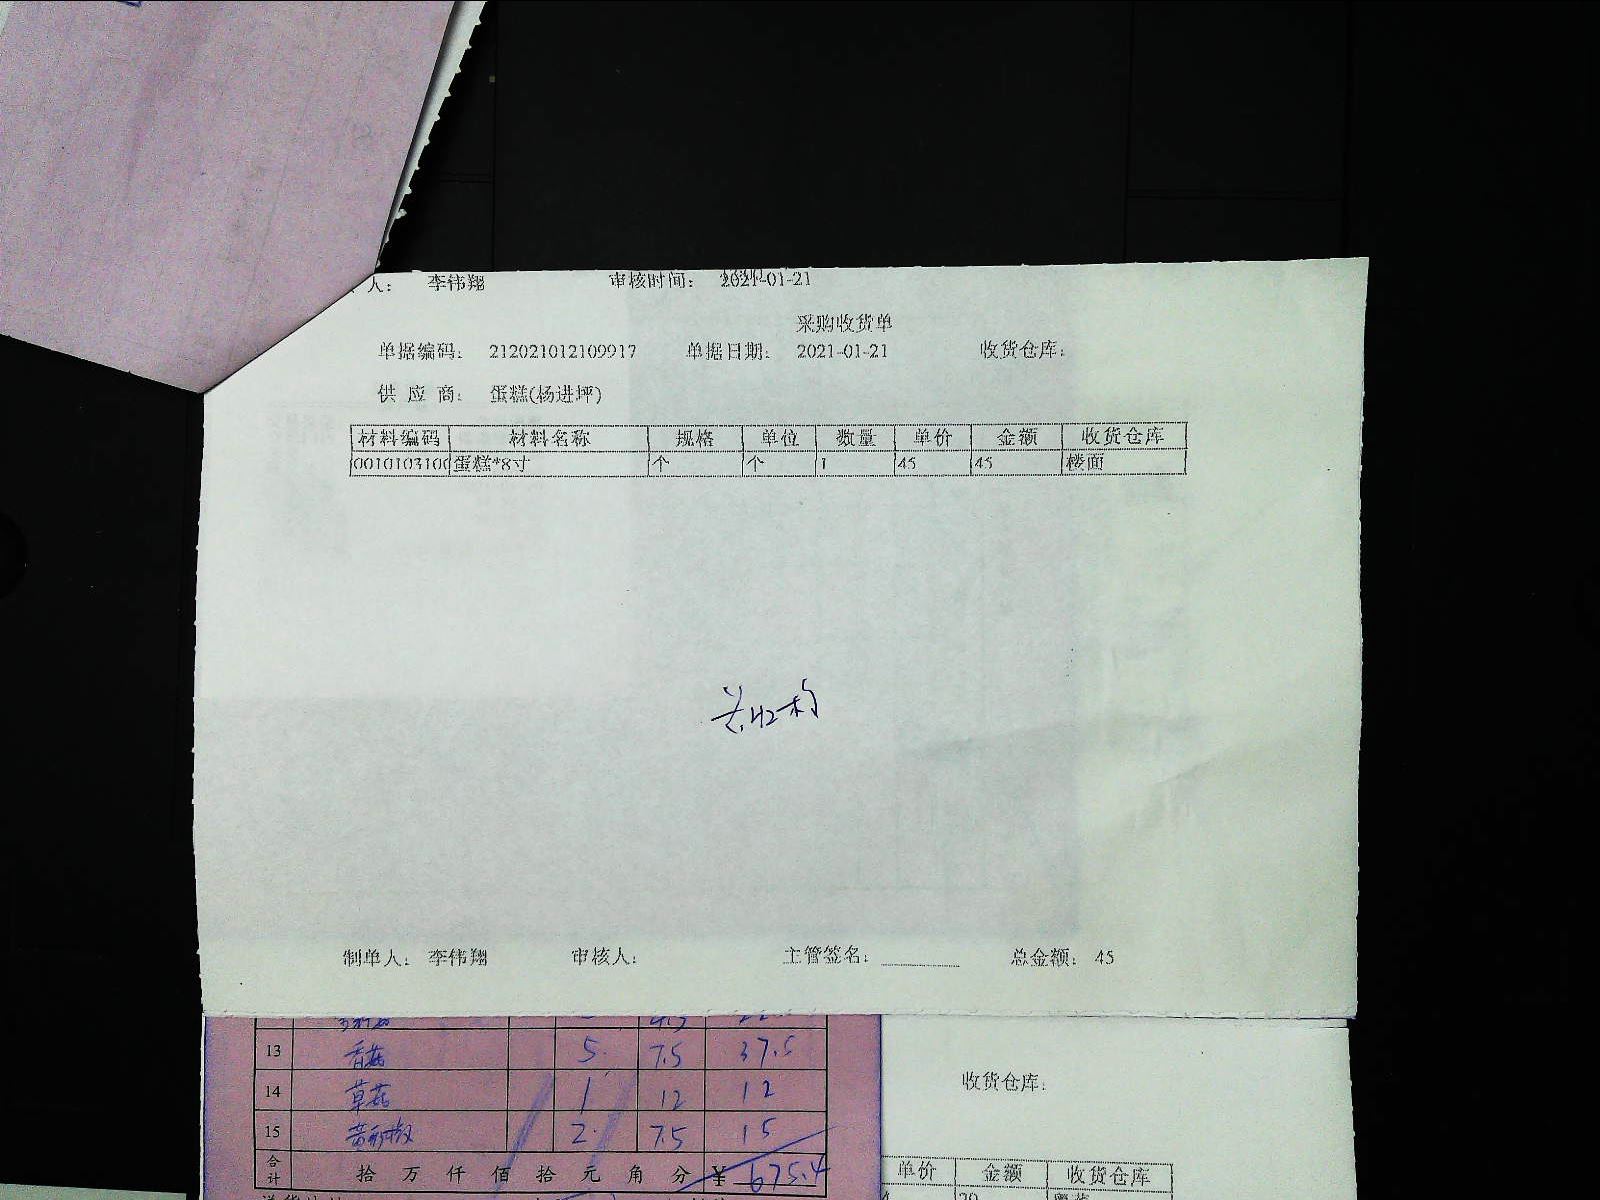 人： 李伟翔 审核时间： 2021-01-21
采购收货单
单据编码： 212021012109917 单据日期： 2021-01-21 收货仓库：
供 应 商： 蛋糕(杨进坪)
材料编码 材料名称 规格 单位 数量 单价 金额 收货仓库
0010103100 蛋糕*8寸 个 个 1 45 45 楼面
制单人： 李伟翔 审核人： 主管签名： 总金额： 45
13 香菇 5 7.5 37.5
收货仓库：
14 草菇 1 12 12
15 2 7.5 15
合计 拾 万 仟 佰 拾 元 角 分 ¥ 675.4
单价 金额 收货仓库